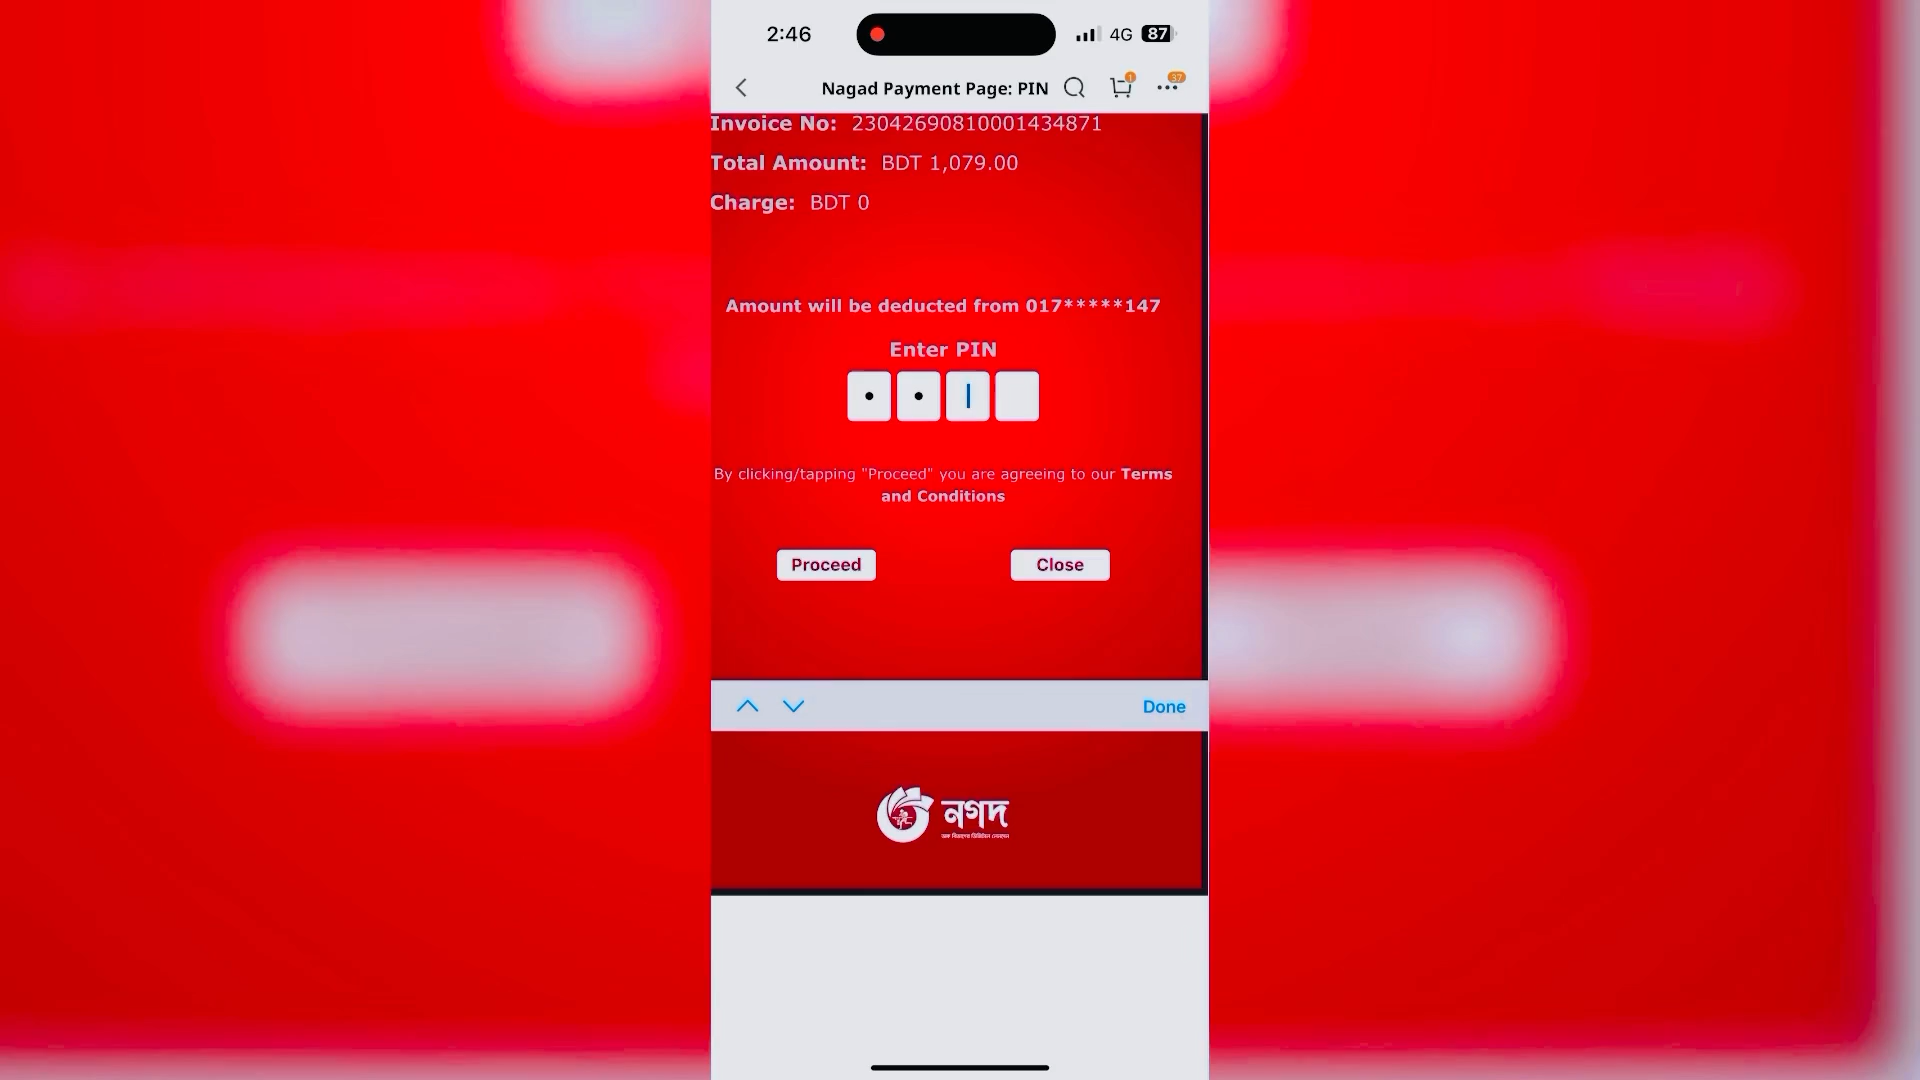 2:46
4G
87
Nagad Payment Page: PIN
1
37
Invoice No: 23042690810001434871
Total Amount: BDT 1,079.00
Charge: BDT 0
Amount will be deducted from 017*****147
Enter PIN
By clicking/tapping "Proceed" you are agreeing to our Terms
and Conditions
Proceed
Close
Done
নগদ